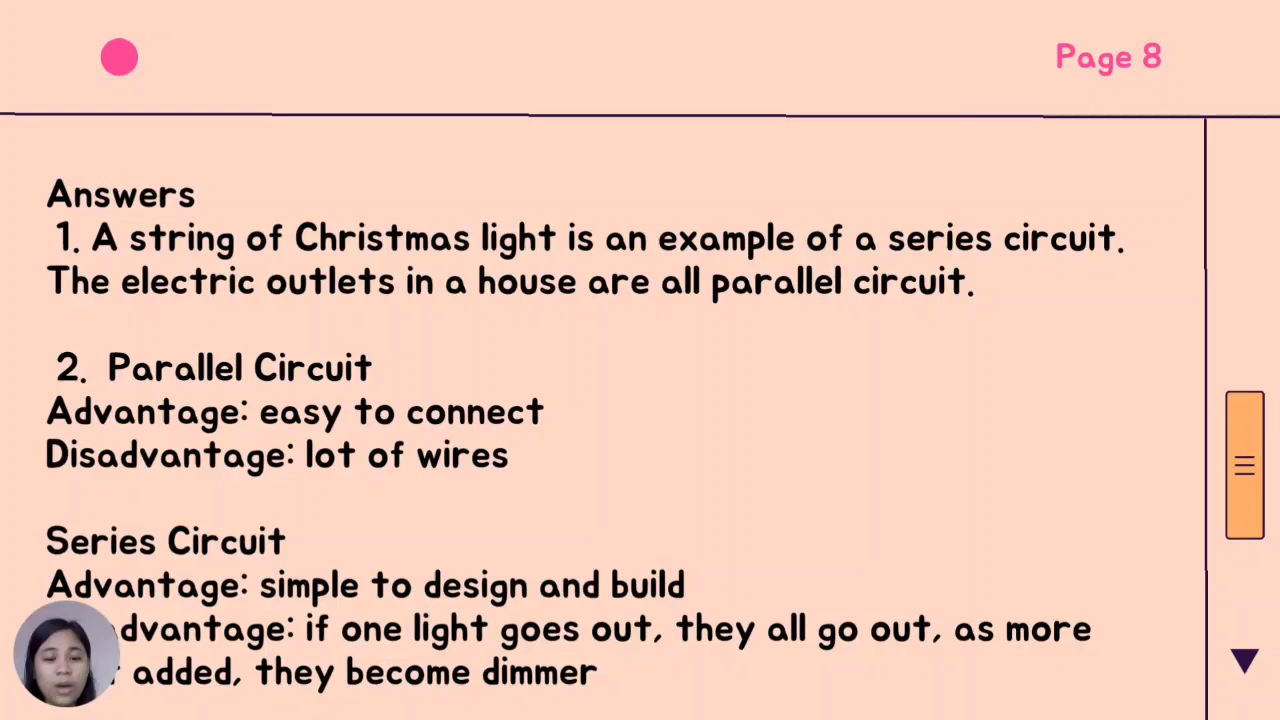 Page 8
Answers
1. A string of Christmas light is an example of a series circuit.
The electric outlets in a house are all parallel circuit.
2. Parallel Circuit
Advantage: easy to connect
Disadvantage: lot of wires
Series Circuit
Advantage: simple to design and build
if one light goes out, they all go out, as more
added, they become dimmer